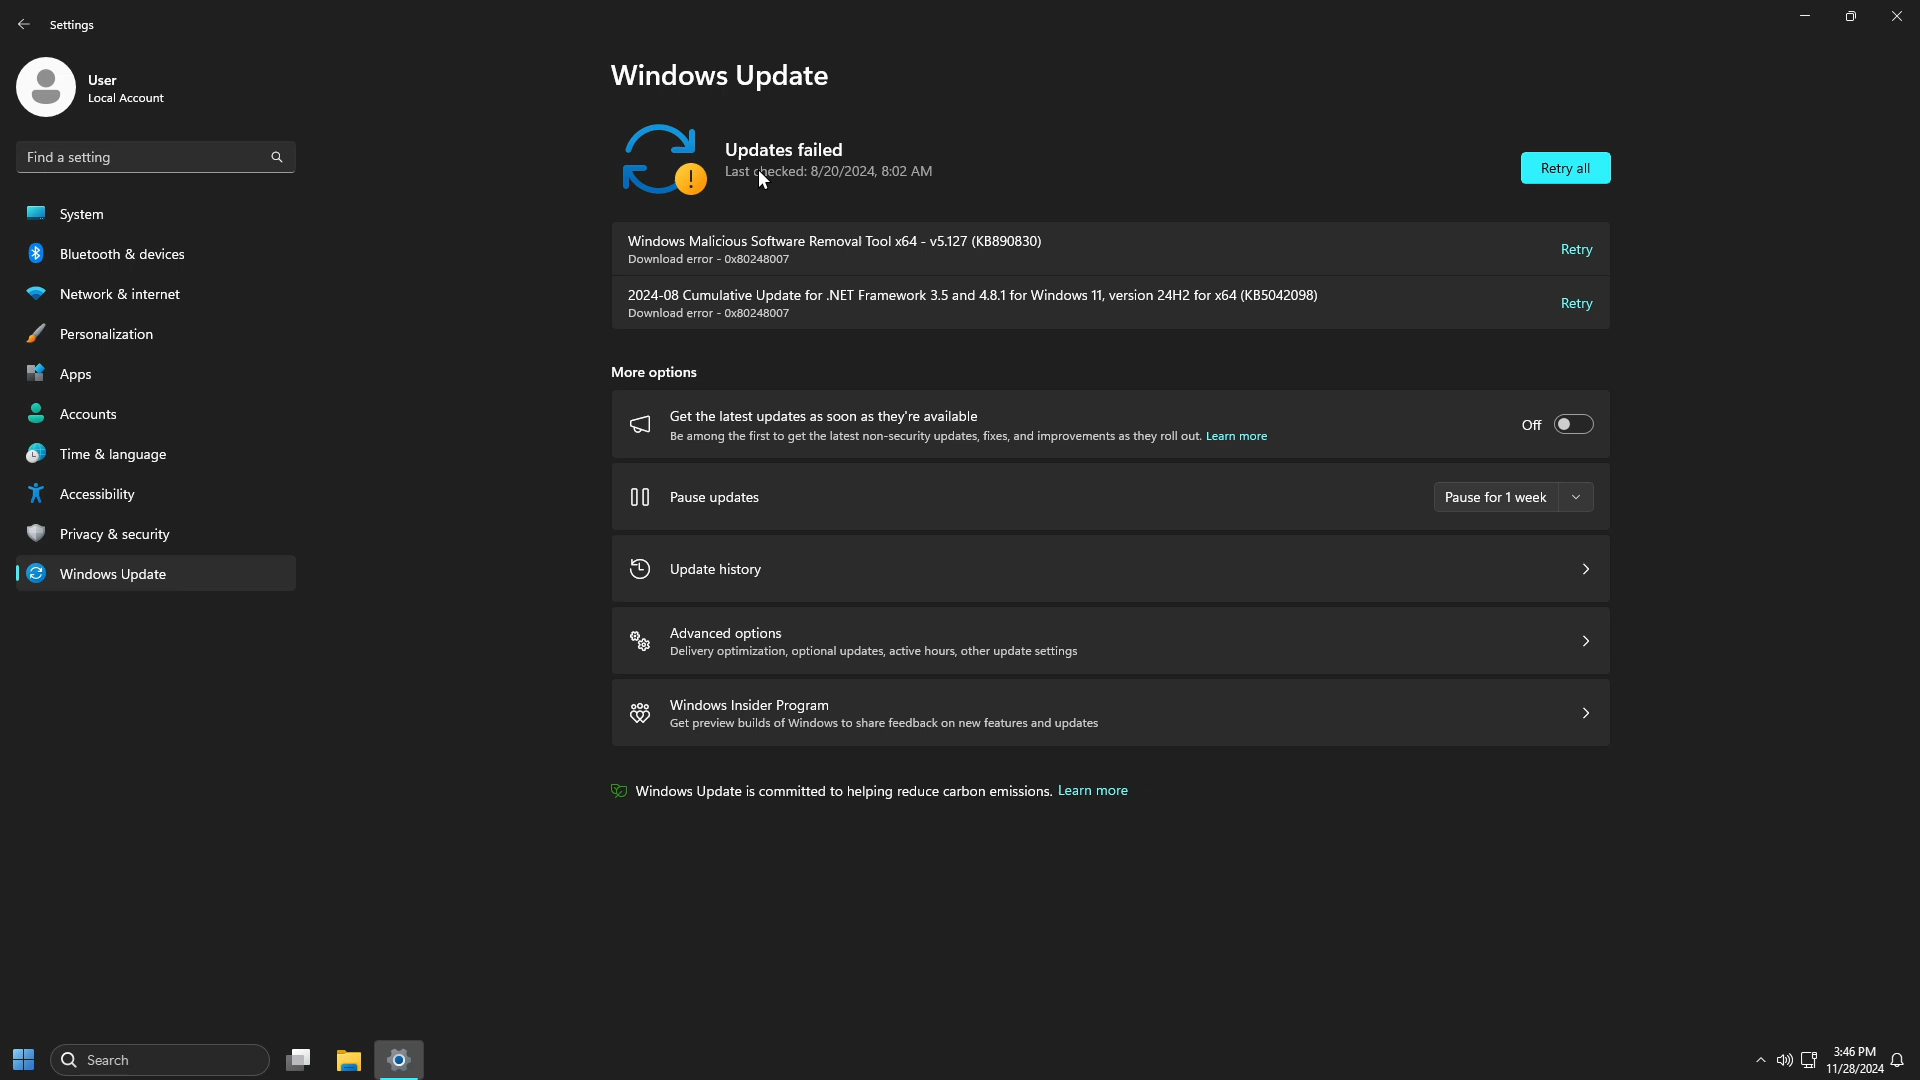 Settings
User
Local Account
Find a setting
System
Bluetooth & devices
Network & internet
Personalization
Apps
Accounts
Time & language
Accessibility
Privacy & security
Windows Update
Windows Update
Updates failed
Last checked: 8/20/2024, 8:02 AM
Retry all
Windows Malicious Software Removal Tool x64 - v5.127 (KB890830)
Download error - 0x80248007
Retry
2024-08 Cumulative Update for .NET Framework 3.5 and 4.8.1 for Windows 11, version 24H2 for x64 (KB5042098)
Download error - 0x80248007
Retry
More options
Get the latest updates as soon as they're available
Be among the first to get the latest non-security updates, fixes, and improvements as they roll out. Learn more
Off
Pause updates
Pause for 1 week
Update history
Advanced options
Delivery optimization, optional updates, active hours, other update settings
Windows Insider Program
Get preview builds of Windows to share feedback on new features and updates
Windows Update is committed to helping reduce carbon emissions. Learn more
Search
3:46 PM
11/28/2024